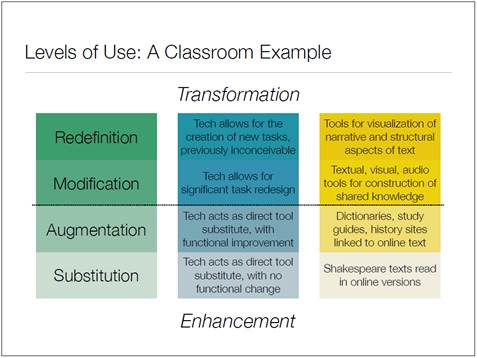 Levels of Use: A Classroom Example
Transformation
Redefinition
Tech allows for the
creation of new tasks,
previously inconceivable
Tools for visualization of
narrative and structural
aspects of text
Modification
Tech allows for
significant task redesign
Textual, visual, audio
tools for construction of
shared knowledge
Augmentation
Tech acts as direct tool
substitute, with
functional improvement
Dictionaries, study
guides, history sites
linked to online text
Substitution
Tech acts as direct tool
substitute, with no
functional change
Shakespeare texts read
in online versions
Enhancement